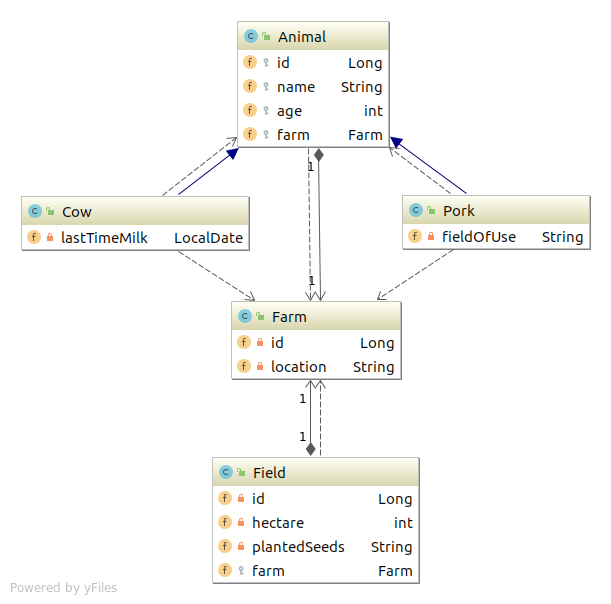 C Animal
f id Long
f name String
f age int
f farm Farm
1
C Cow
f lastTimeMilk LocalDate
C Pork
f fieldOfUse String
1
C Farm
f id Long
f location String
1
1
C Field
f id Long
f hectare int
f plantedSeeds String
f farm Farm
Powered by yFiles